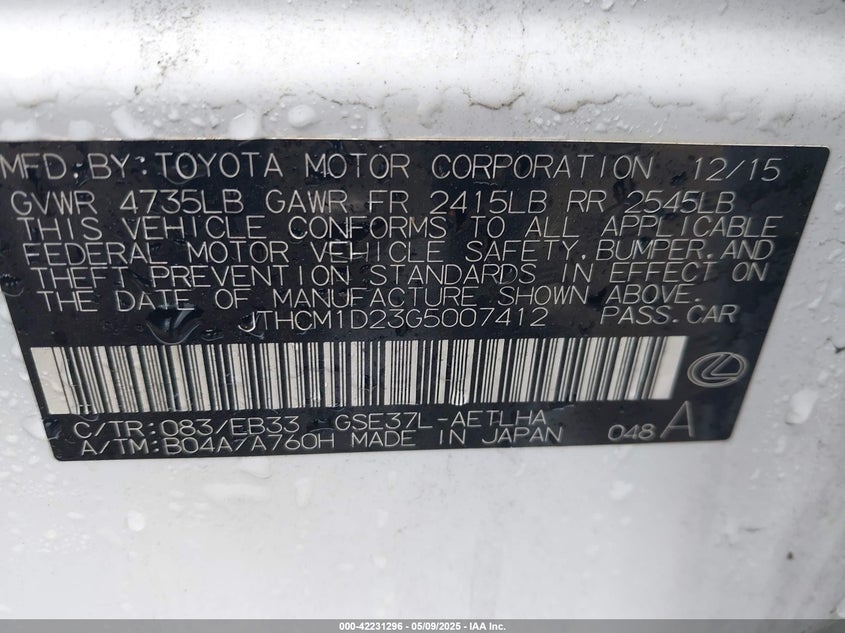 MFD. BY: TOYOTA MOTOR CORPORATION 12/15
GVWR 4735LB GAWR FR 2415LB RR 2545LB
THIS VEHICLE CONFORMS TO ALL APPLICABLE
FEDERAL MOTOR VEHICLE SAFETY, BUMPER, AND
THEFT PREVENTION STANDARDS IN EFFECT ON
THE DATE OF MANUFACTURE SHOWN ABOVE.
JTHCM1D23G5007412 PASS. CAR
C/TR: 083/EB33 GSE37L-AETLHA
A/TM: B04A/A760H MADE IN JAPAN 048 A
000-42231296 - 05/09/2025 - IAA Inc.